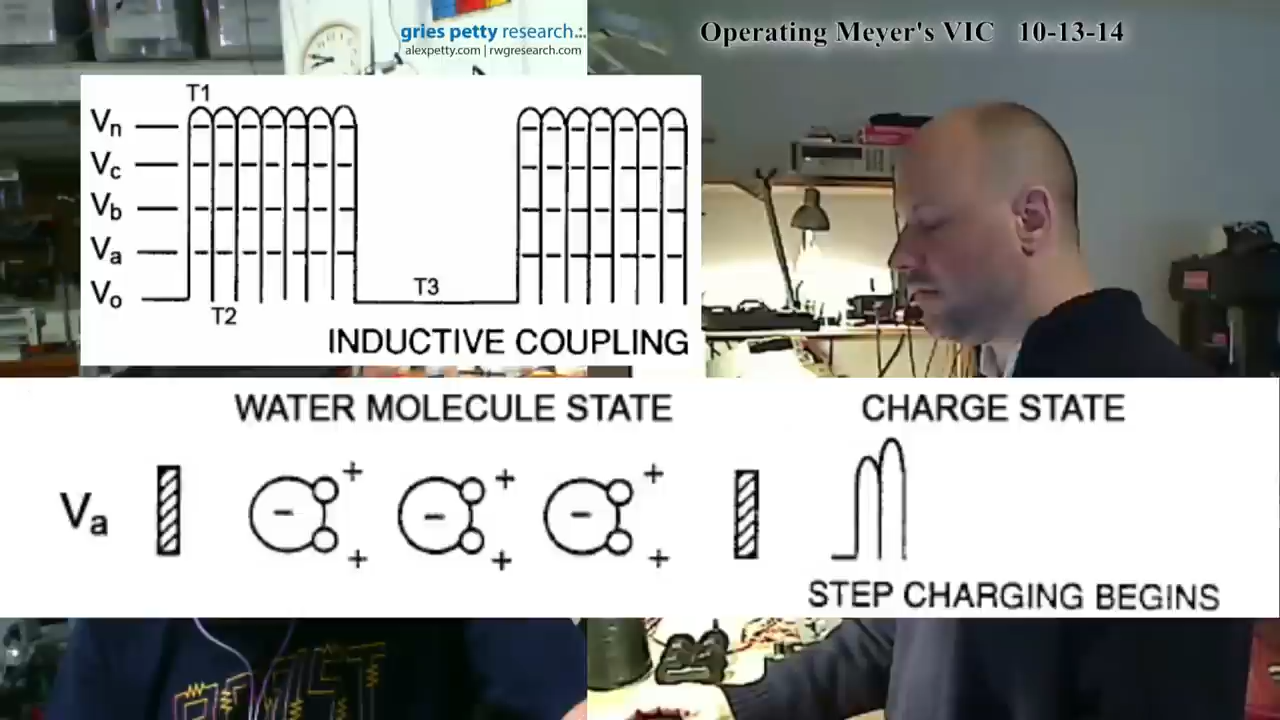 gries petty research.:.
alexpetty.com | rwgresearch.com
Operating Meyer's VIC 10-13-14
T1
Vn
Vc
Vb
Va
Vo
T2
T3
INDUCTIVE COUPLING
WATER MOLECULE STATE
CHARGE STATE
Va
- + +
- + +
- + +
STEP CHARGING BEGINS